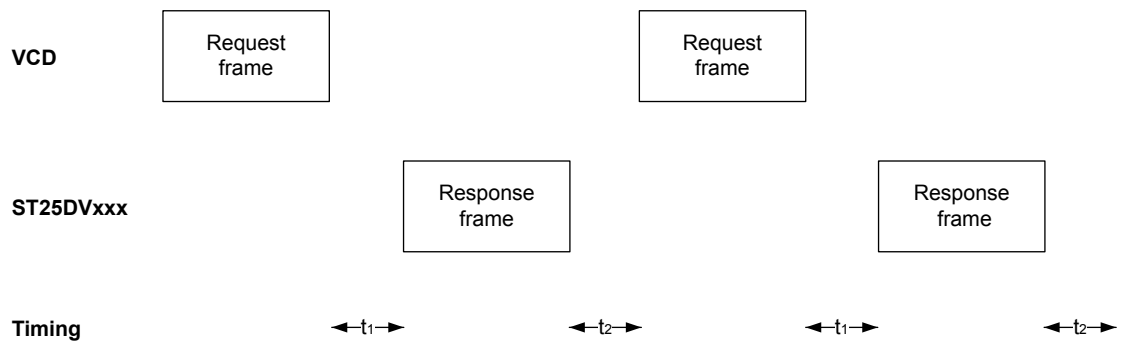 VCD
Request
frame
Request
frame
ST25DVxxx
Response
frame
Response
frame
Timing
t1
t2
t1
t2